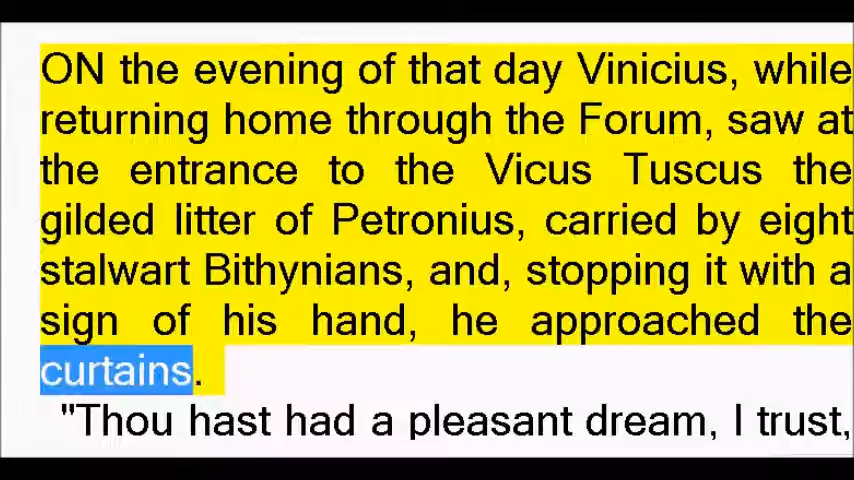 ON the evening of that day Vinicius, while
returning home through the Forum, saw at
the entrance to the Vicus Tuscus the
gilded litter of Petronius, carried by eight
stalwart Bithynians, and, stopping it with a
sign of his hand, he approached the
curtains.
"Thou hast had a pleasant dream, I trust,